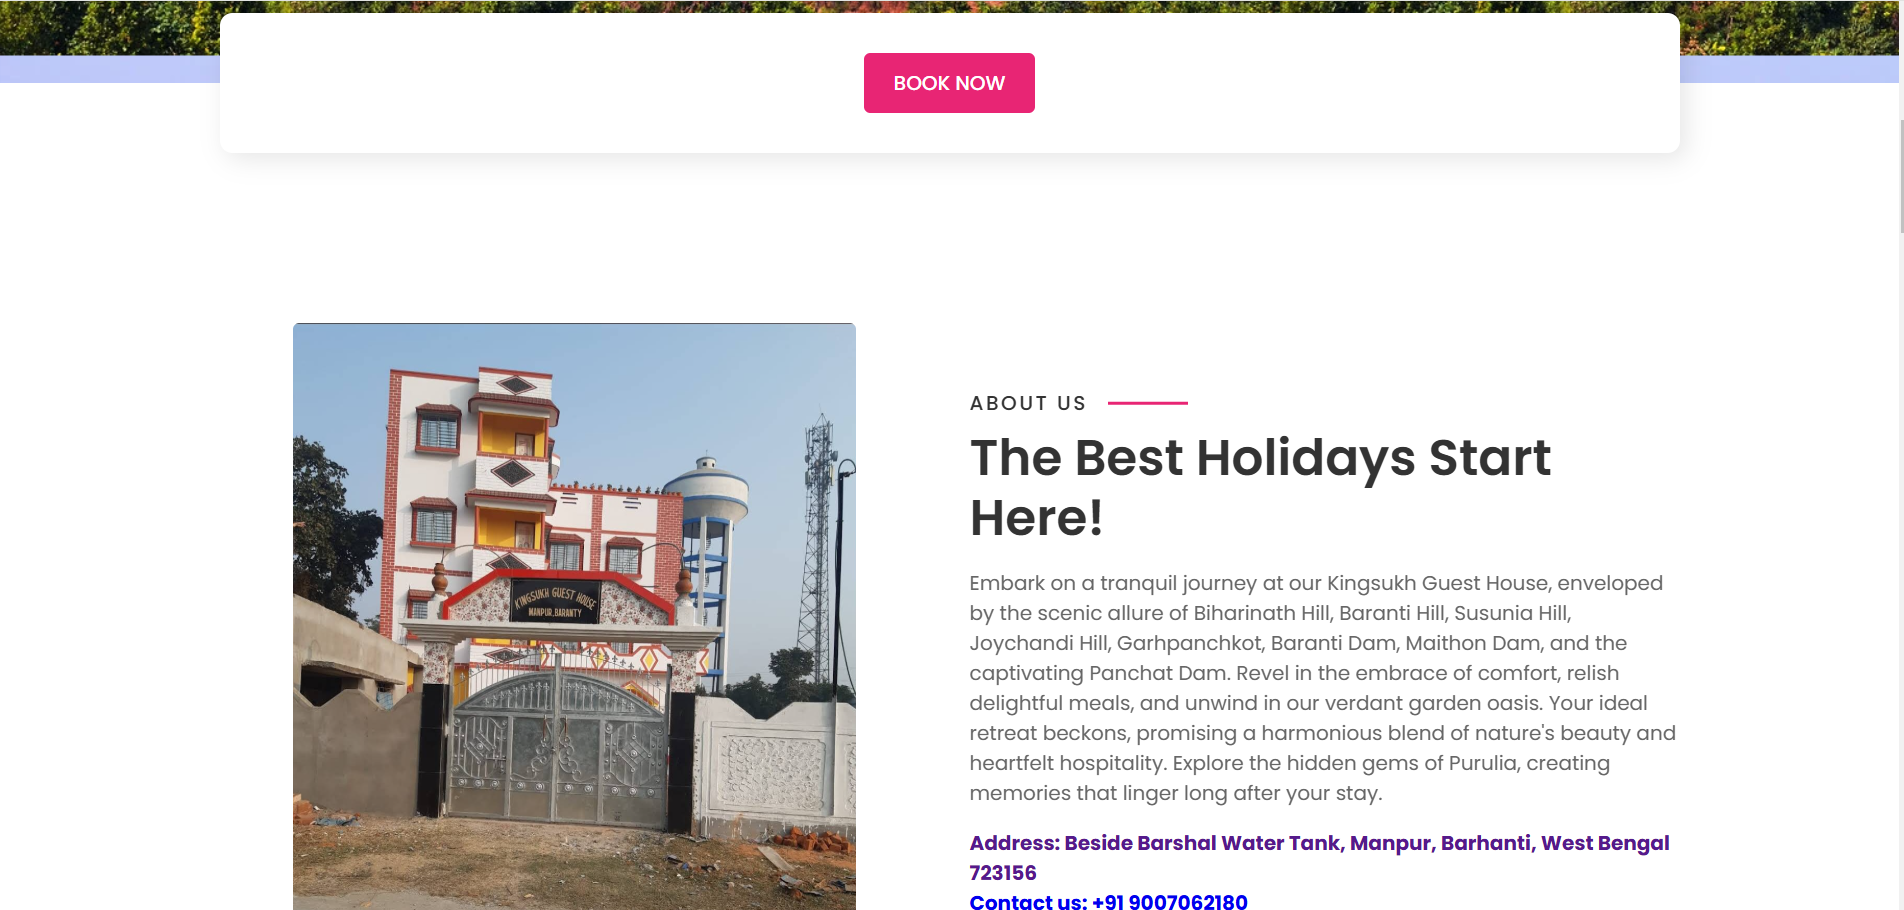 BOOK NOW
KINGSUKH GUEST HOUSE
MANPUR, BARANTY
ABOUT US
The Best Holidays Start
Here!
Embark on a tranquil journey at our Kingsukh Guest House, enveloped
by the scenic allure of Biharinath Hill, Baranti Hill, Susunia Hill,
Joychandi Hill, Garhpanchkot, Baranti Dam, Maithon Dam, and the
captivating Panchat Dam. Revel in the embrace of comfort, relish
delightful meals, and unwind in our verdant garden oasis. Your ideal
retreat beckons, promising a harmonious blend of nature's beauty and
heartfelt hospitality. Explore the hidden gems of Purulia, creating
memories that linger long after your stay.
Address: Beside Barshal Water Tank, Manpur, Barhanti, West Bengal
723156
Contact us: +91 9007062180